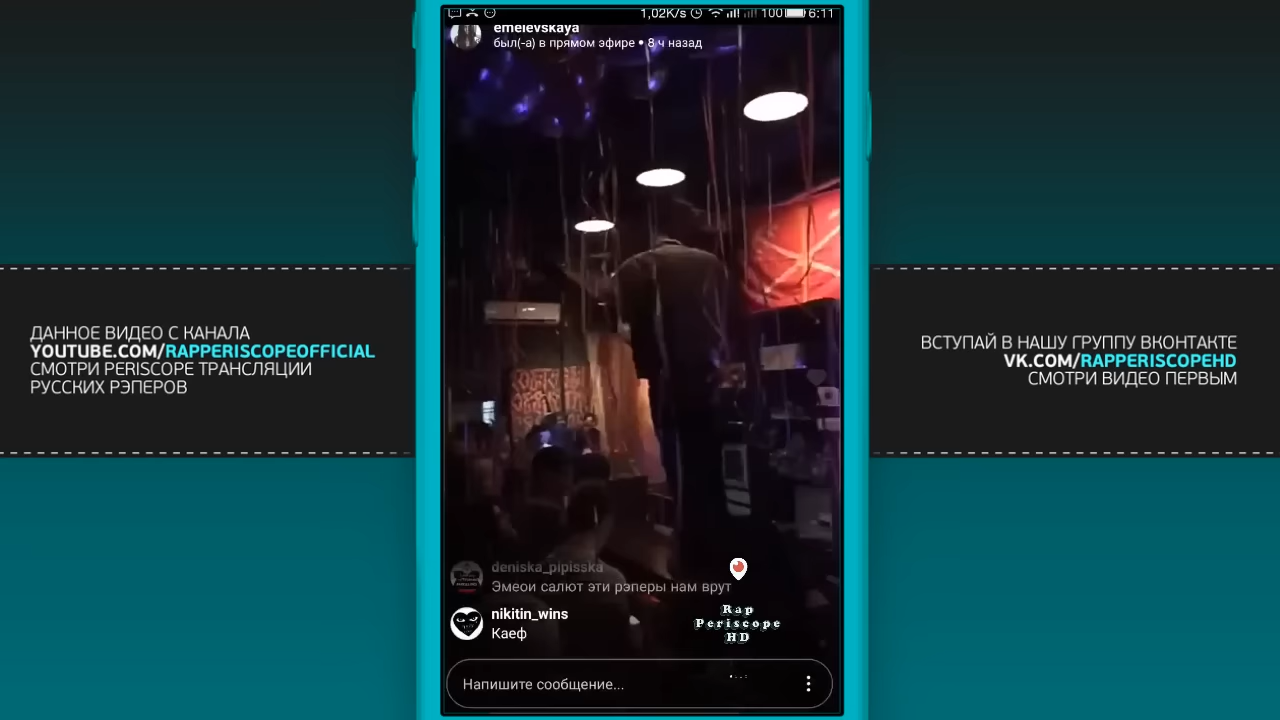 1,02K/s 100 6:11
emelevskaya
был(-а) в прямом эфире • 8 ч назад
ДАННОЕ ВИДЕО С КАНАЛА
YOUTUBE.COM/RAPPERISCOPEOFFICIAL
СМОТРИ PERISCOPE ТРАНСЛЯЦИИ
РУССКИХ РЭПЕРОВ
ВСТУПАЙ В НАШУ ГРУППУ ВКОНТАКТЕ
VK.COM/RAPPERISCOPEHD
СМОТРИ ВИДЕО ПЕРВЫМ
deniska_pipisska
Эмеои салют эти рэперы нам врут
nikitin_wins
Каеф
Rap
Periscope
HD
Напишите сообщение...